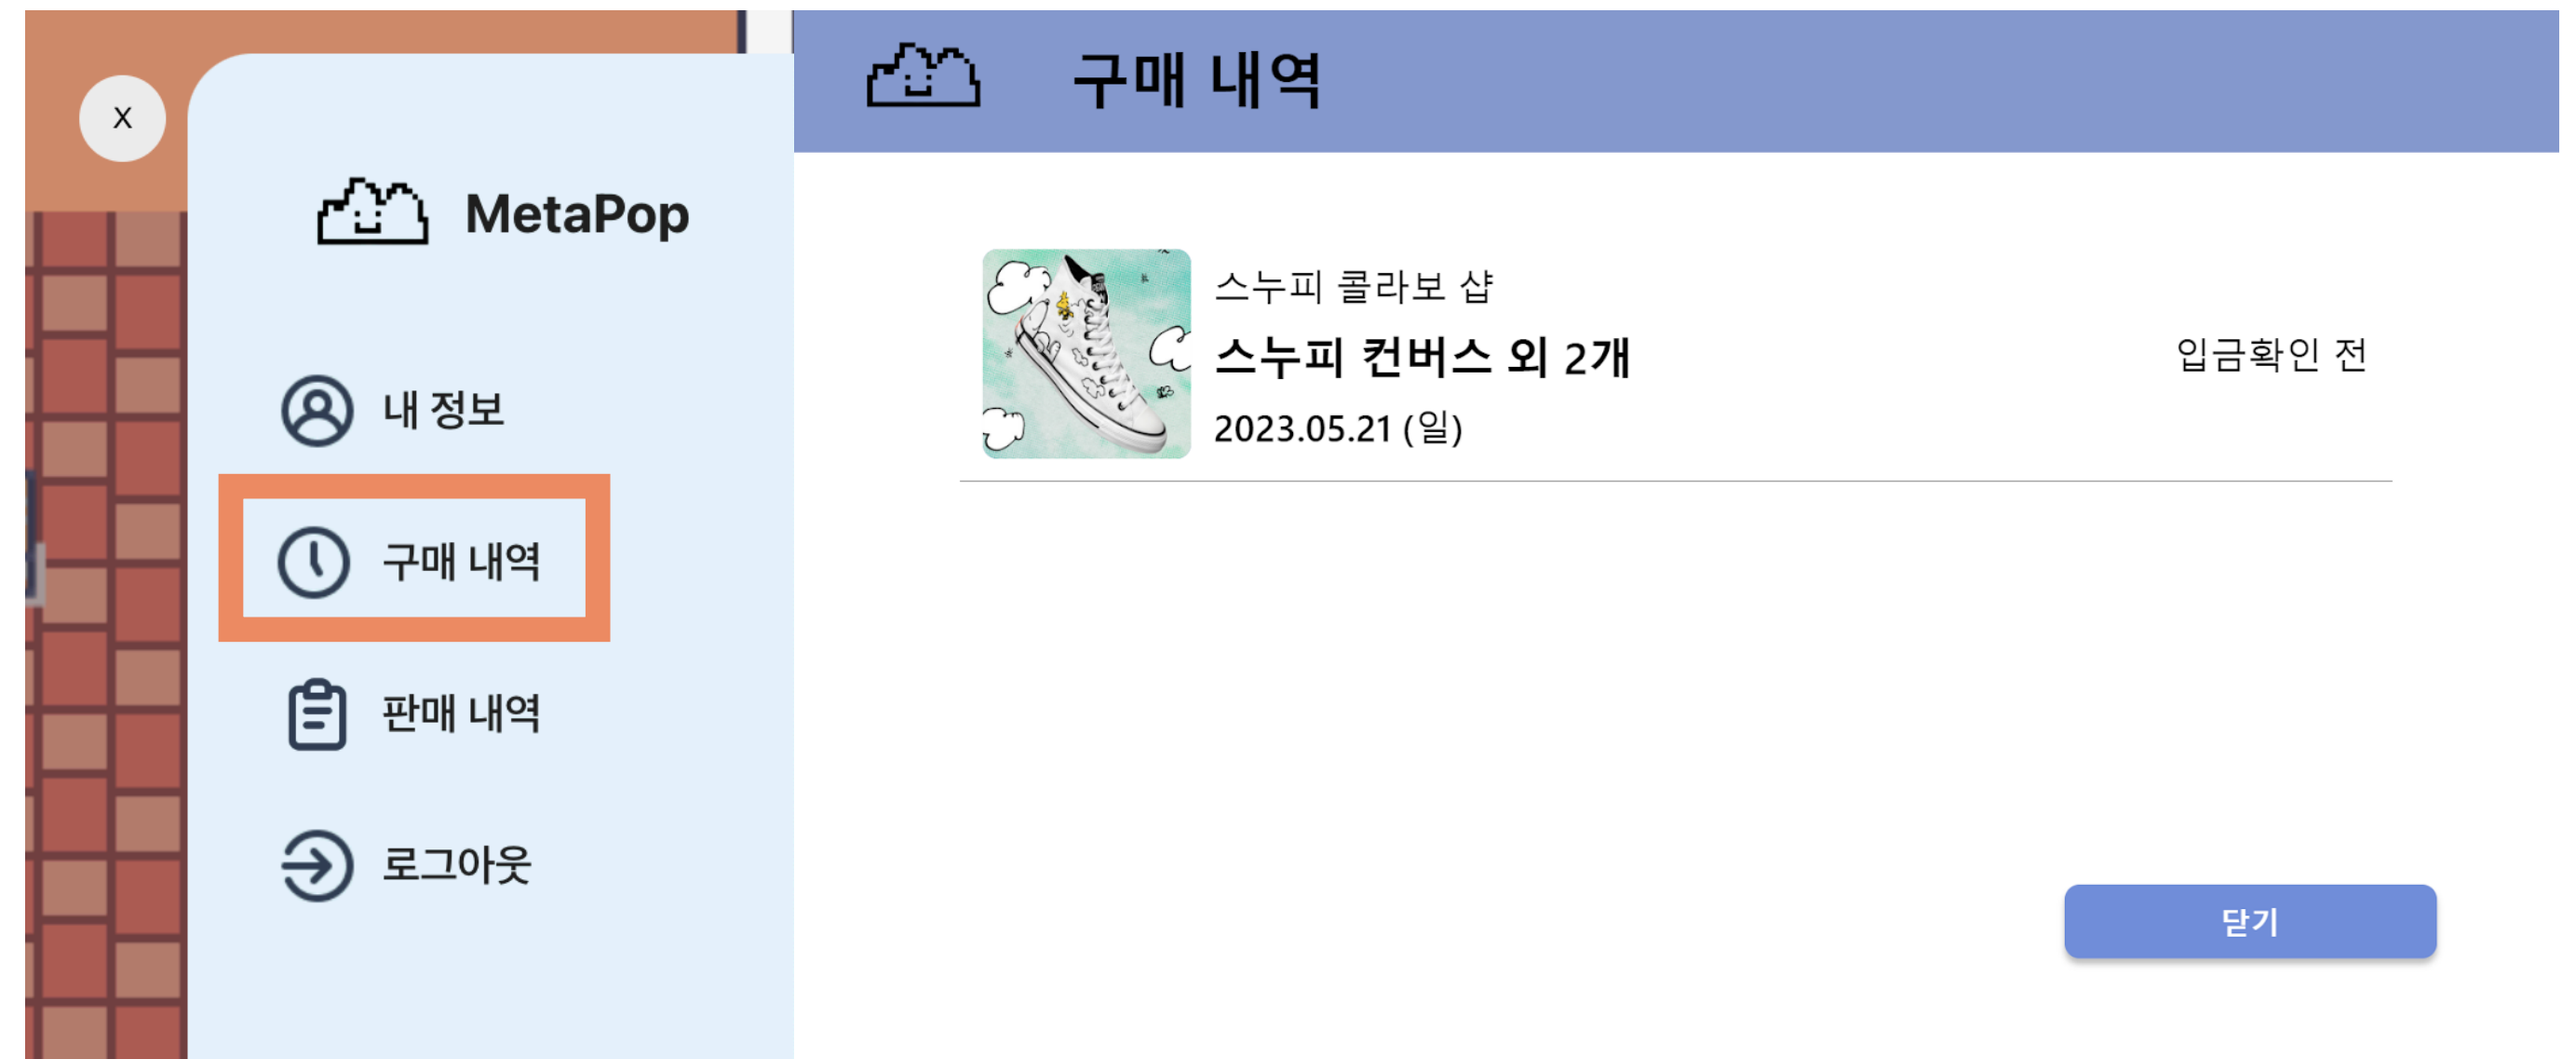 X
MetaPop
내 정보
구매 내역
판매 내역
로그아웃
구매 내역
스누피 콜라보 샵
스누피 컨버스 외 2개
2023.05.21 (일)
입금확인 전
닫기